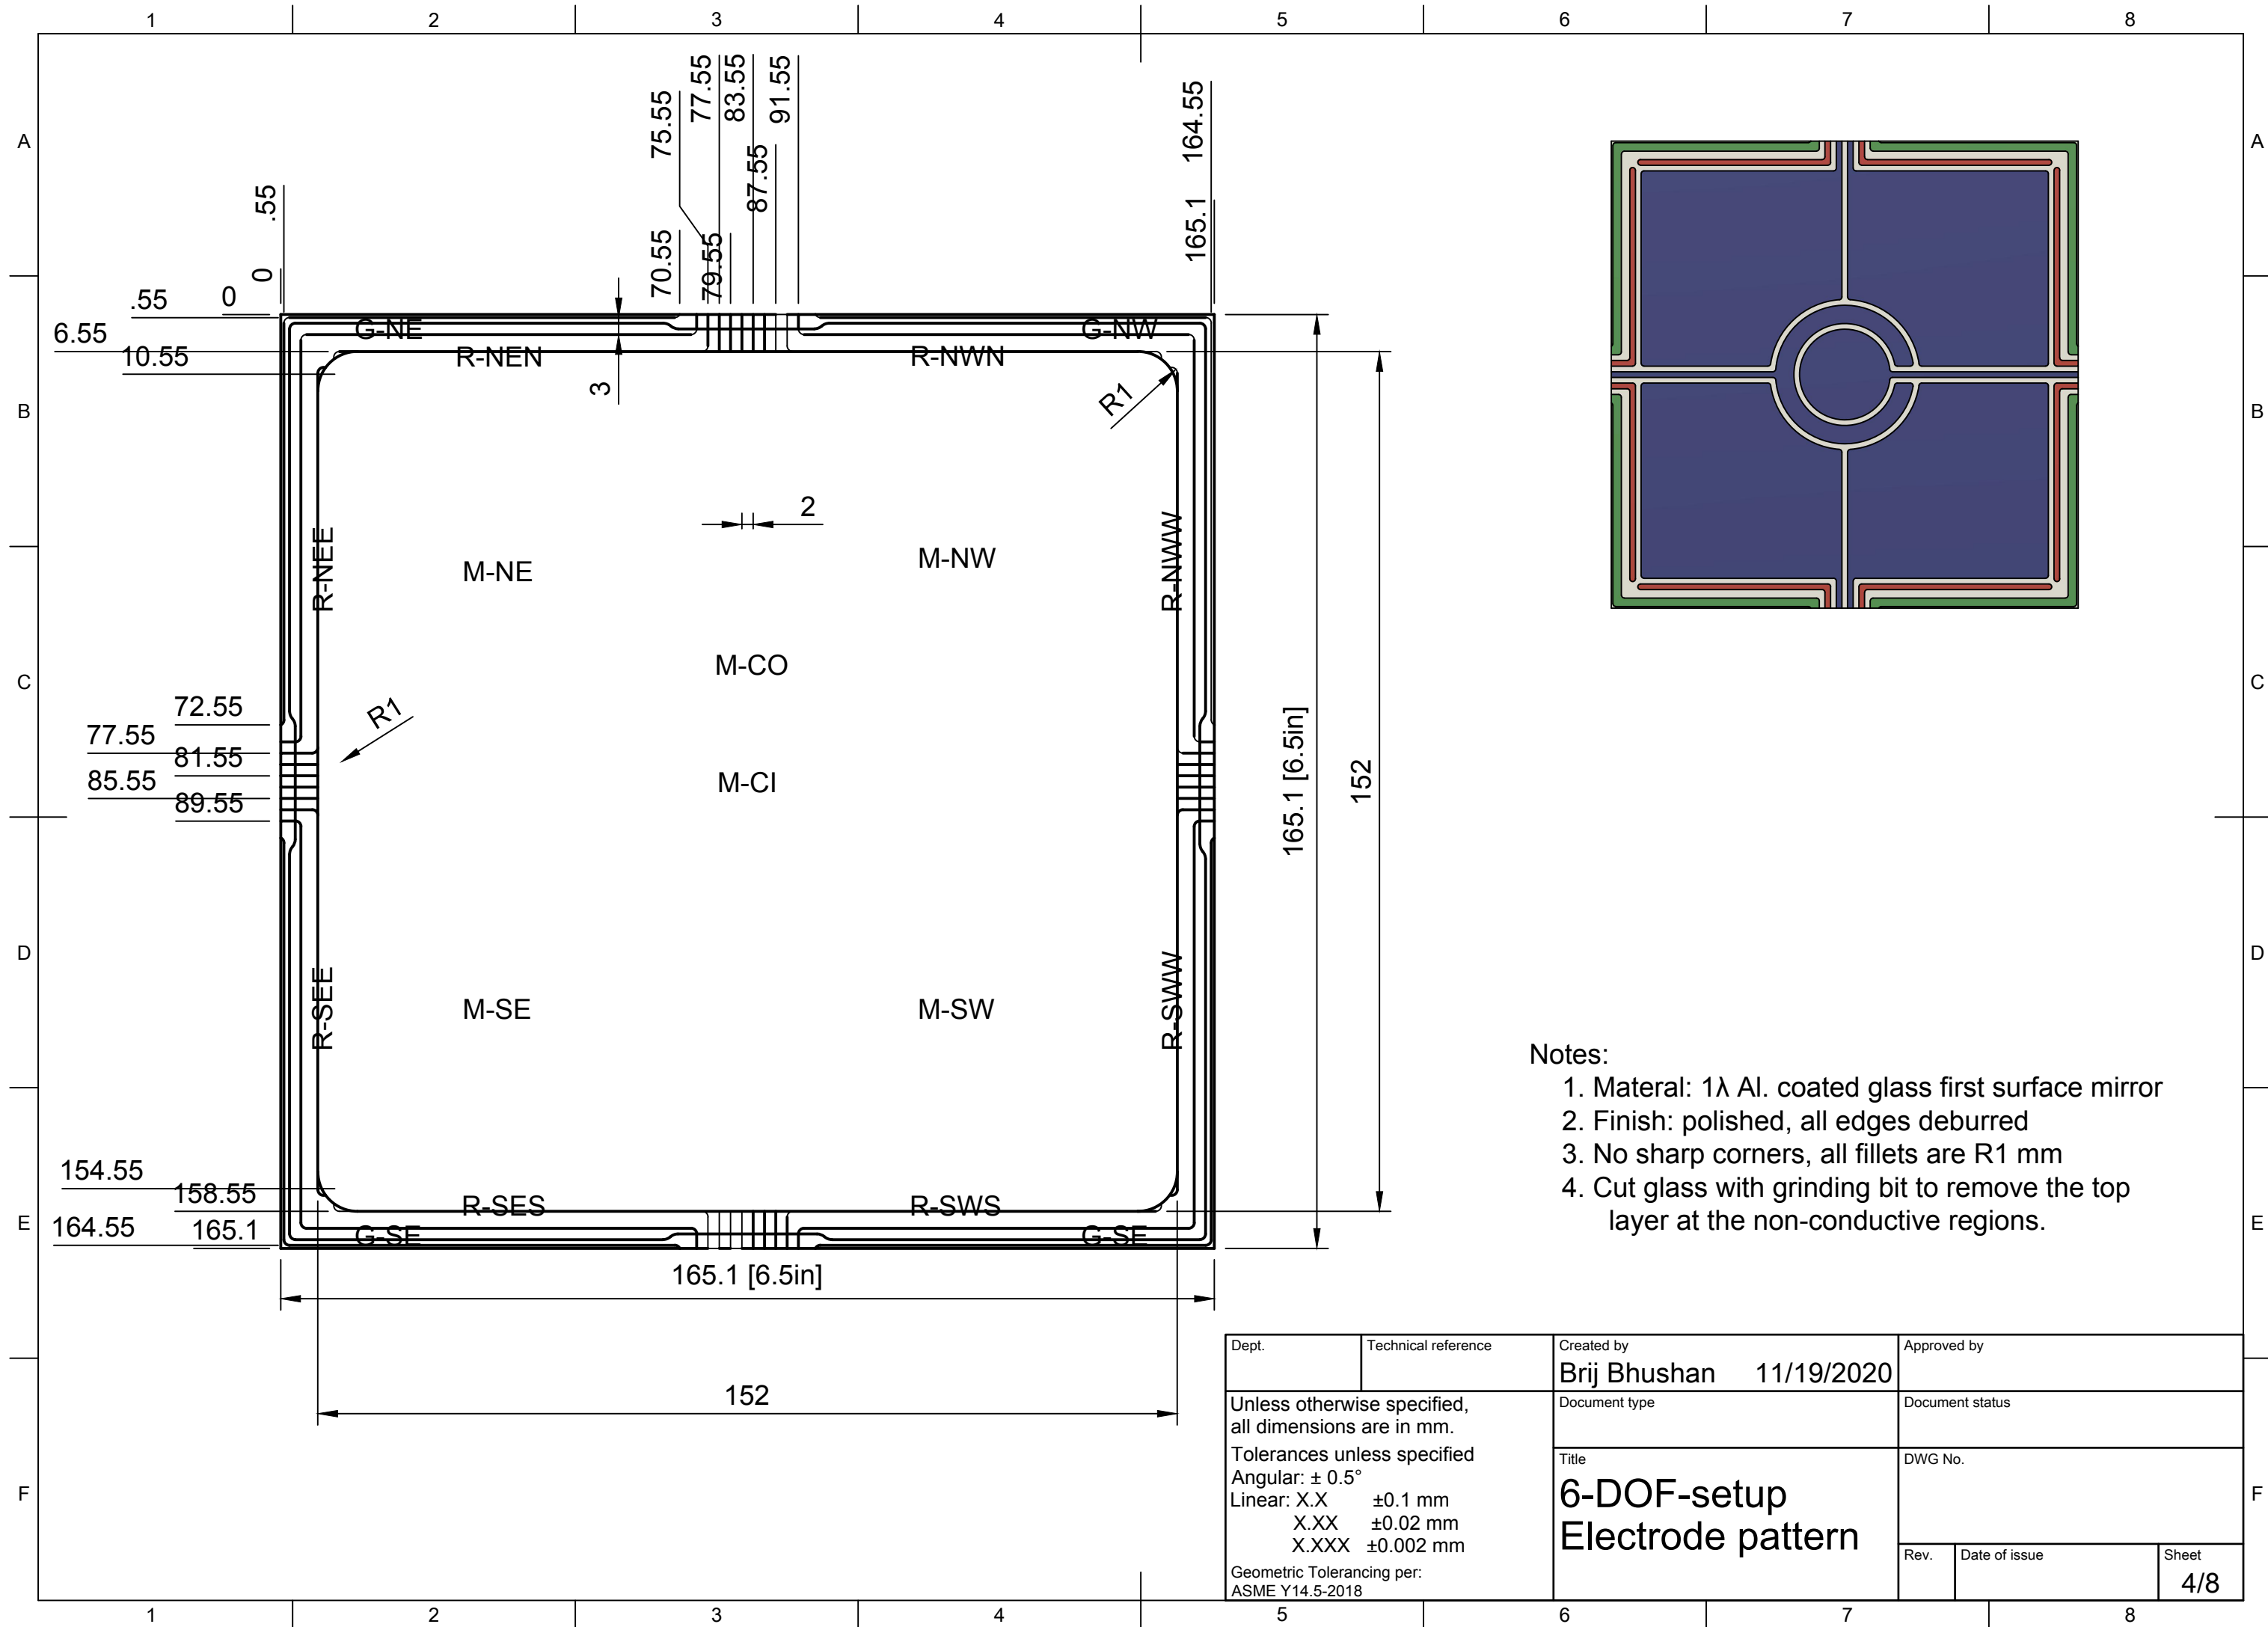 1 2 3 4 5 6 7 8
A
B
C
D
E
F
A
B
C
D
E
F
75.55
77.55
83.55
91.55
87.55
70.55
79.55
164.55
165.1
.55
0
.55
0
6.55
10.55
G-NE
G-NW
R-NEN
R-NWN
3
R1
2
R-NEE
M-NE
M-NW
R-NWW
M-CO
72.55
77.55
81.55
85.55
89.55
R1
M-CI
165.1 [6.5in]
152
R-SEE
M-SE
M-SW
R-SWW
154.55
158.55
164.55
165.1
R-SES
R-SWS
G-SE
G-SE
165.1 [6.5in]
152
Notes:
1. Materal: 1λ Al. coated glass first surface mirror
2. Finish: polished, all edges deburred
3. No sharp corners, all fillets are R1 mm
4. Cut glass with grinding bit to remove the top
layer at the non-conductive regions.
Dept.
Technical reference
Created by
Brij Bhushan 11/19/2020
Approved by
Unless otherwise specified,
all dimensions are in mm.
Tolerances unless specified
Angular: ± 0.5°
Linear: X.X ±0.1 mm
X.XX ±0.02 mm
X.XXX ±0.002 mm
Geometric Tolerancing per:
ASME Y14.5-2018
Document type
Document status
Title
6-DOF-setup
Electrode pattern
DWG No.
Rev.
Date of issue
Sheet
4/8
1 2 3 4 5 6 7 8